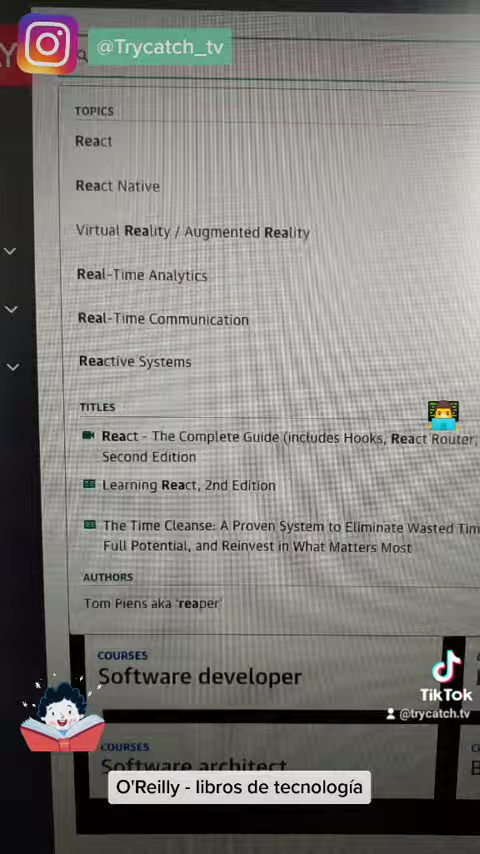 @Trycatch_tv
TOPICS
React
React Native
Virtual Reality / Augmented Reality
Real-Time Analytics
Real-Time Communication
Reactive Systems
TITLES
React - The Complete Guide (includes Hooks, React Router,
Second Edition
Learning React, 2nd Edition
The Time Cleanse: A Proven System to Eliminate Wasted
Full Potential, and Reinvest in What Matters Most
AUTHORS
Tom Piens aka 'reaper'
COURSES
Software developer
TikTok
@trycatch.tv
COURSES
Software architect
O'Reilly - libros de tecnología